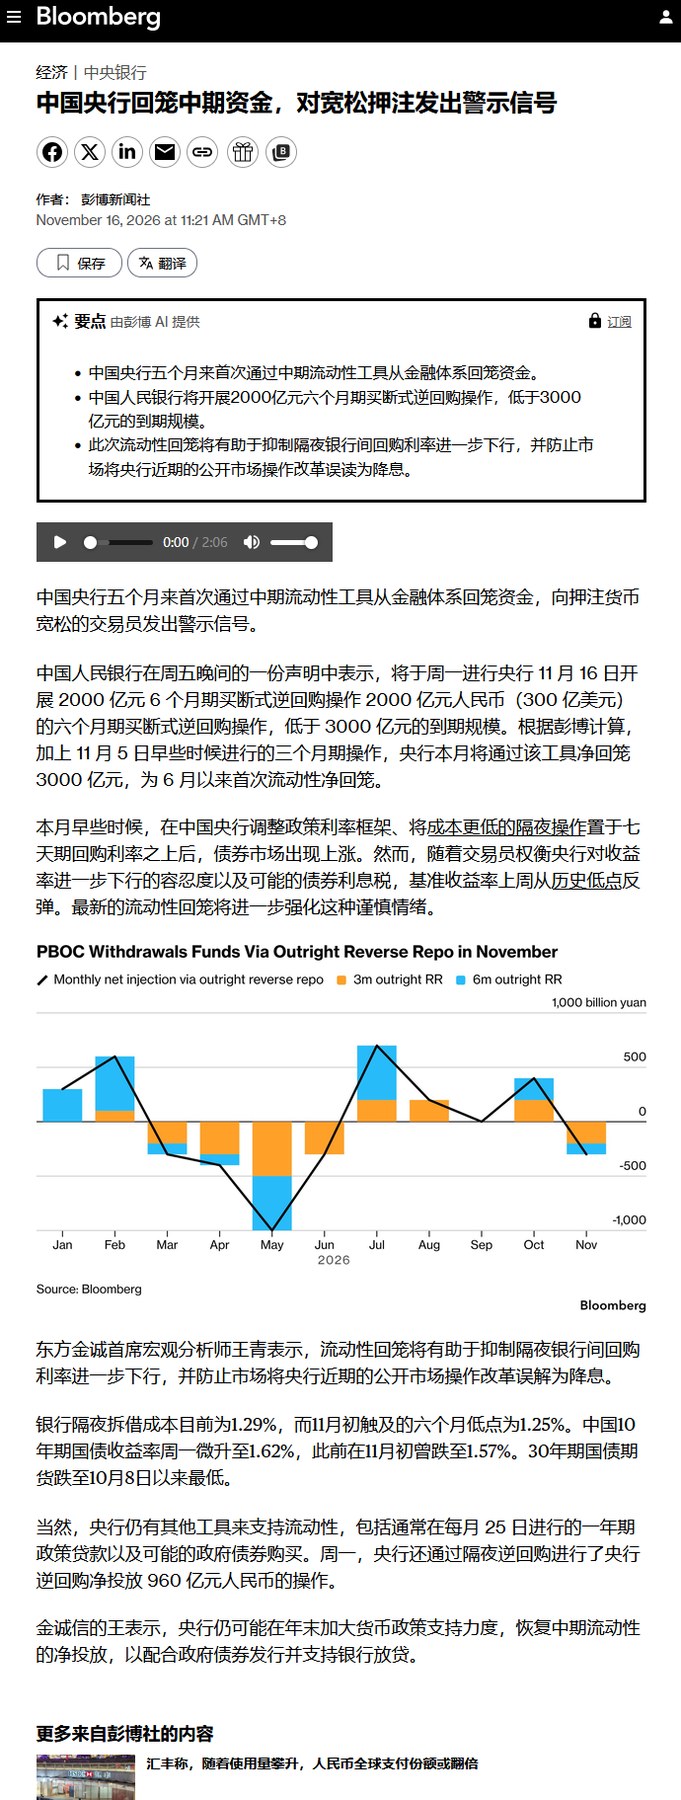 Bloomberg
经济 | 中央银行
中国央行回笼中期资金，对宽松押注发出警示信号
作者： 彭博新闻社
November 16, 2026 at 11:21 AM GMT+8
保存
翻译
要点 由彭博 AI 提供
订阅
• 中国央行五个月来首次通过中期流动性工具从金融体系回笼资金。
• 中国人民银行将开展2000亿元六个月期买断式逆回购操作，低于3000
亿元的到期规模。
• 此次流动性回笼将有助于抑制隔夜银行间回购利率进一步下行，并防止市
场将央行近期的公开市场操作改革误读为降息。
0:00 / 2:06
中国央行五个月来首次通过中期流动性工具从金融体系回笼资金，向押注货币
宽松的交易员发出警示信号。
中国人民银行在周五晚间的一份声明中表示，将于周一进行央行 11 月 16 日开
展 2000 亿元 6 个月期买断式逆回购操作 2000 亿元人民币（300 亿美元）
的六个月期买断式逆回购操作，低于 3000 亿元的到期规模。根据彭博计算，
加上 11 月 5 日早些时候进行的三个月期操作，央行本月将通过该工具净回笼
3000 亿元，为 6 月以来首次流动性净回笼。
本月早些时候，在中国央行调整政策利率框架、将成本更低的隔夜操作置于七
天期回购利率之上后，债券市场出现上涨。然而，随着交易员权衡央行对收益
率进一步下行的容忍度以及可能的债券利息税，基准收益率上周从历史低点反
弹。最新的流动性回笼将进一步强化这种谨慎情绪。
PBOC Withdrawals Funds Via Outright Reverse Repo in November
Monthly net injection via outright reverse repo 3m outright RR 6m outright RR
1,000 billion yuan
500
0
-500
-1,000
Jan Feb Mar Apr May Jun Jul Aug Sep Oct Nov
2026
Source: Bloomberg
Bloomberg
东方金诚首席宏观分析师王青表示，流动性回笼将有助于抑制隔夜银行间回购
利率进一步下行，并防止市场将央行近期的公开市场操作改革误解为降息。
银行隔夜拆借成本目前为1.29%，而11月初触及的六个月低点为1.25%。中国10
年期国债收益率周一微升至1.62%，此前在11月初曾跌至1.57%。30年期国债期
货跌至10月8日以来最低。
当然，央行仍有其他工具来支持流动性，包括通常在每月 25 日进行的一年期
政策贷款以及可能的政府债券购买。周一，央行还通过隔夜逆回购进行了央行
逆回购净投放 960 亿元人民币的操作。
金诚信的王表示，央行仍可能在年末加大货币政策支持力度，恢复中期流动性
的净投放，以配合政府债券发行并支持银行放贷。
更多来自彭博社的内容
汇丰称，随着使用量攀升，人民币全球支付份额或翻倍